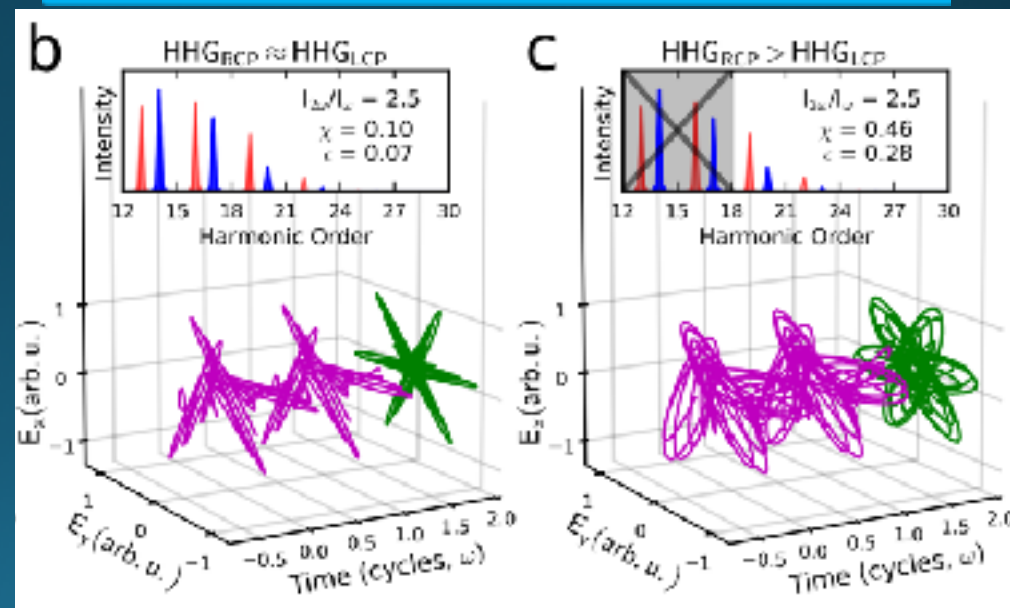 b
HHG_RCP ≈ HHG_LCP
Intensity
I_2ω/I_ω = 2.5
χ = 0.10
ε = 0.07
12 15 18 21 24 27 30
Harmonic Order
1
0
−1
E_x(arb. u.)
1
0
−1
E_y(arb. u.)
−0.5 0.0 0.5 1.0 1.5 2.0
Time (cycles, ω)
c
HHG_RCP > HHG_LCP
Intensity
I_2ω/I_ω = 2.5
χ = 0.46
ε = 0.28
12 15 18 21 24 27 30
Harmonic Order
1
0
−1
E_x(arb. u.)
1
0
−1
E_y(arb. u.)
−0.5 0.0 0.5 1.0 1.5 2.0
Time (cycles, ω)